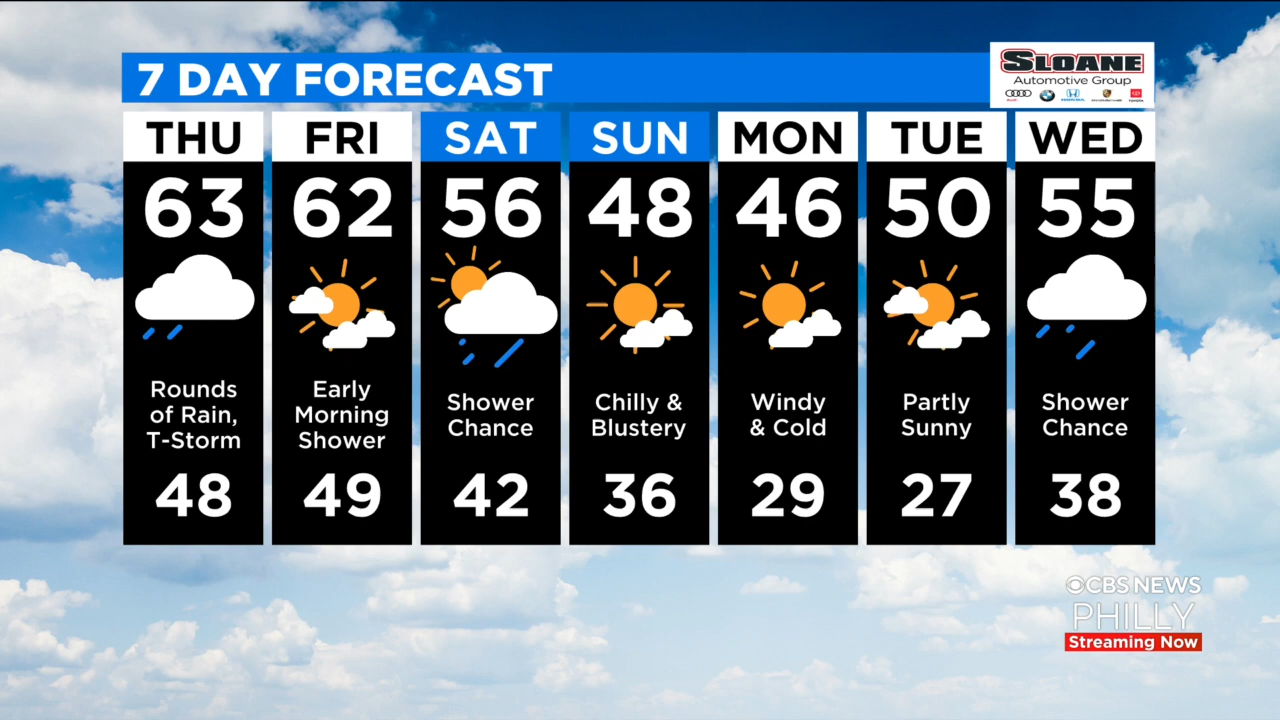 7 DAY FORECAST
SLOANE
Automotive Group
THU
63
Rounds
of Rain,
T-Storm
48
FRI
62
Early
Morning
Shower
49
SAT
56
Shower
Chance
42
SUN
48
Chilly &
Blustery
36
MON
46
Windy
& Cold
29
TUE
50
Partly
Sunny
27
WED
55
Shower
Chance
38
CBS NEWS
PHILLY
Streaming Now